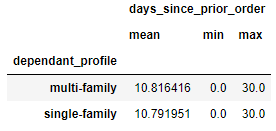 days_since_prior_order
mean min max
dependant_profile
multi-family 10.816416 0.0 30.0
single-family 10.791951 0.0 30.0